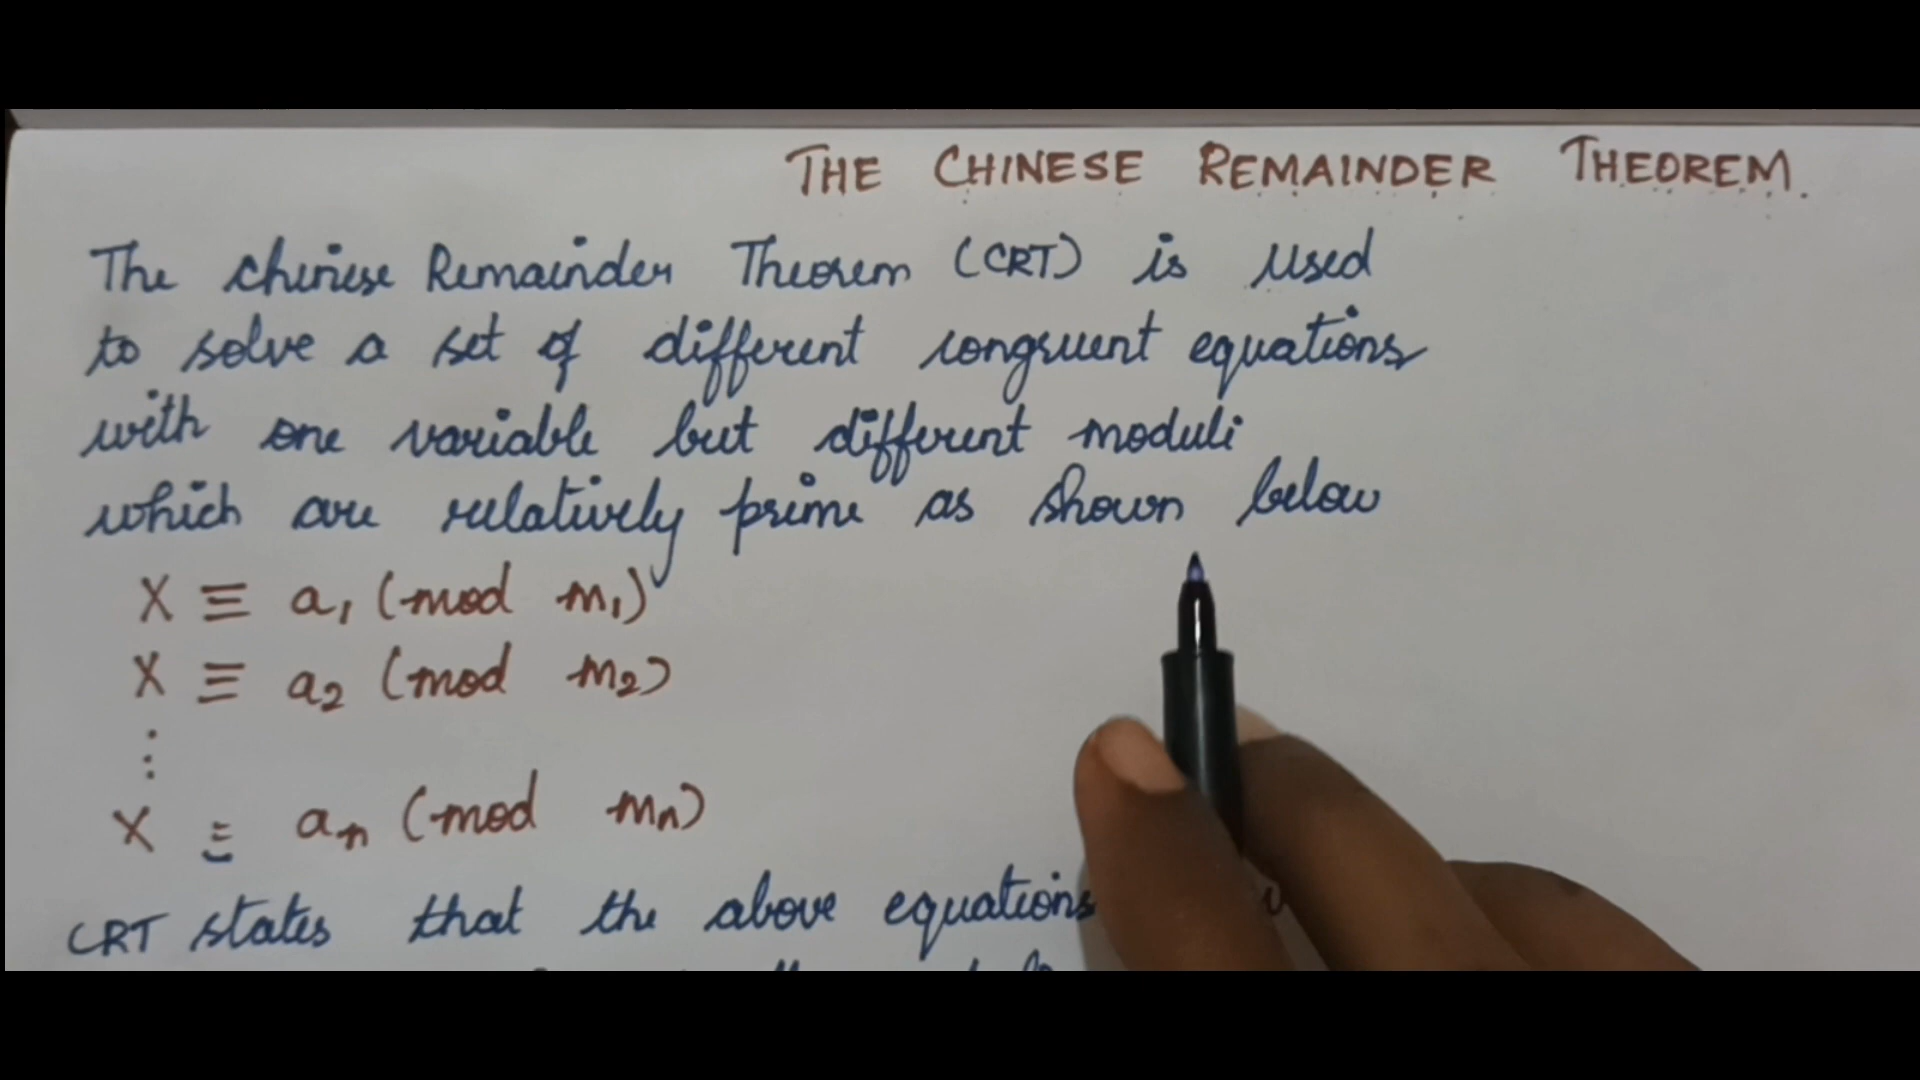 THE CHINESE REMAINDER THEOREM.
The Chinese Remainder Theorem (CRT) is used
to solve a set of different congruent equations
with one variable but different moduli
which are relatively prime as shown below
X ≡ a₁ (mod m₁)
X ≡ a₂ (mod m₂)
⋮
X ≡ aₙ (mod mₙ)
CRT states that the above equations